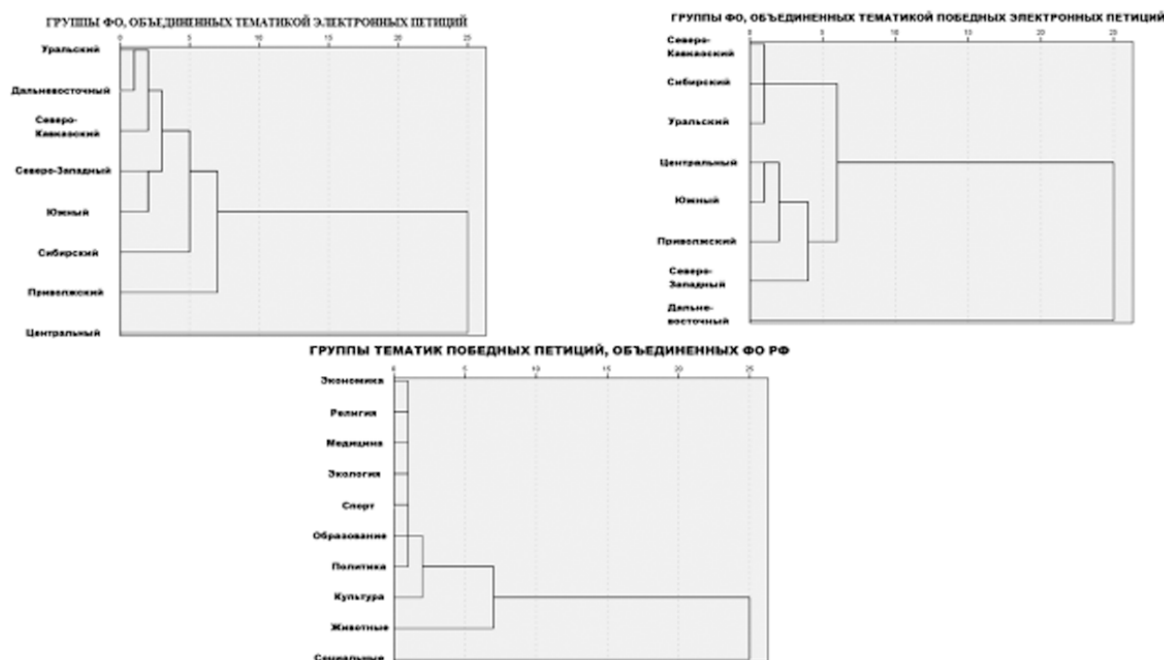 ГРУППЫ ФО, ОБЪЕДИНЕННЫХ ТЕМАТИКОЙ ЭЛЕКТРОННЫХ ПЕТИЦИЙ
0 5 10 15 20 25
Уральский
Дальневосточный
Северо-
Кавказский
Северо-Западный
Южный
Сибирский
Приволжский
Центральный
ГРУППЫ ФО, ОБЪЕДИНЕННЫХ ТЕМАТИКОЙ ПОБЕДНЫХ ЭЛЕКТРОННЫХ ПЕТИЦИЙ
0 5 10 15 20 25
Северо-
Кавказский
Сибирский
Уральский
Центральный
Южный
Приволжский
Северо-
Западный
Дальне-
восточный
ГРУППЫ ТЕМАТИК ПОБЕДНЫХ ПЕТИЦИЙ, ОБЪЕДИНЕННЫХ ФО РФ
0 5 10 15 20 25
Экономика
Религия
Медицина
Экология
Спорт
Образование
Политика
Культура
Животные
Социальные